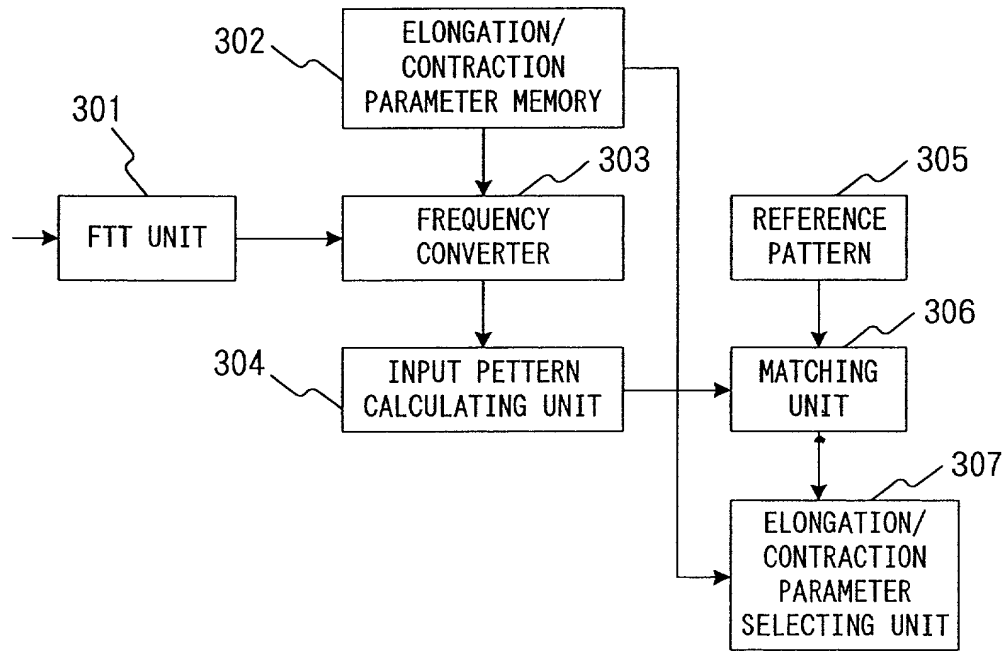 302
ELONGATION/
CONTRACTION
PARAMETER MEMORY
301
FTT UNIT
303
FREQUENCY
CONVERTER
305
REFERENCE
PATTERN
304
INPUT PETTERN
CALCULATING UNIT
306
MATCHING
UNIT
307
ELONGATION/
CONTRACTION
PARAMETER
SELECTING UNIT